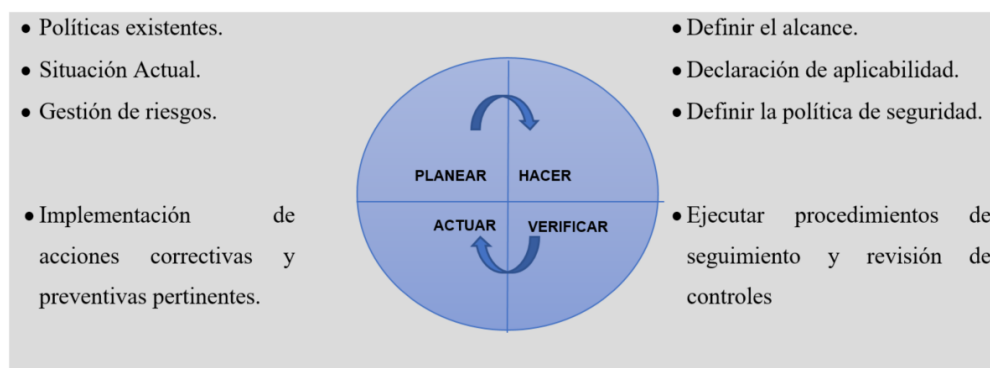 • Políticas existentes.
• Situación Actual.
• Gestión de riesgos.
• Definir el alcance.
• Declaración de aplicabilidad.
• Definir la política de seguridad.
PLANEAR
HACER
ACTUAR
VERIFICAR
• Implementación de
acciones correctivas y
preventivas pertinentes.
• Ejecutar procedimientos de
seguimiento y revisión de
controles